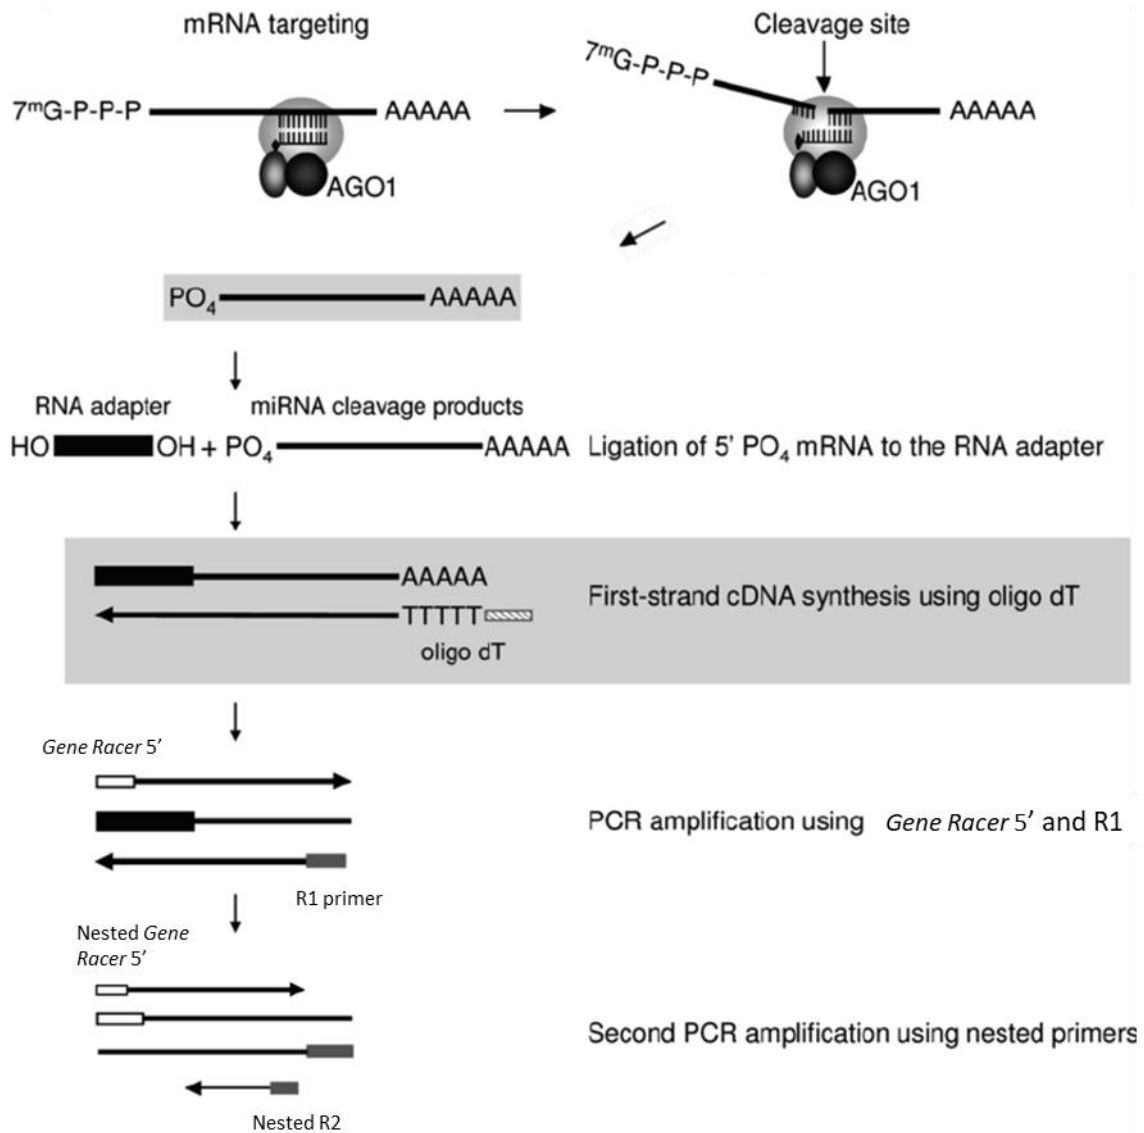 mRNA targeting
Cleavage site
7ᵐG-P-P-P AAAAA
7ᵐG-P-P-P AAAAA
AGO1
AGO1
PO₄ AAAAA
RNA adapter miRNA cleavage products
HO OH + PO₄ AAAAA Ligation of 5' PO₄ mRNA to the RNA adapter
AAAAA
First-strand cDNA synthesis using oligo dT
TTTTT
oligo dT
Gene Racer 5'
PCR amplification using Gene Racer 5' and R1
R1 primer
Nested Gene
Racer 5'
Second PCR amplification using nested primers
Nested R2